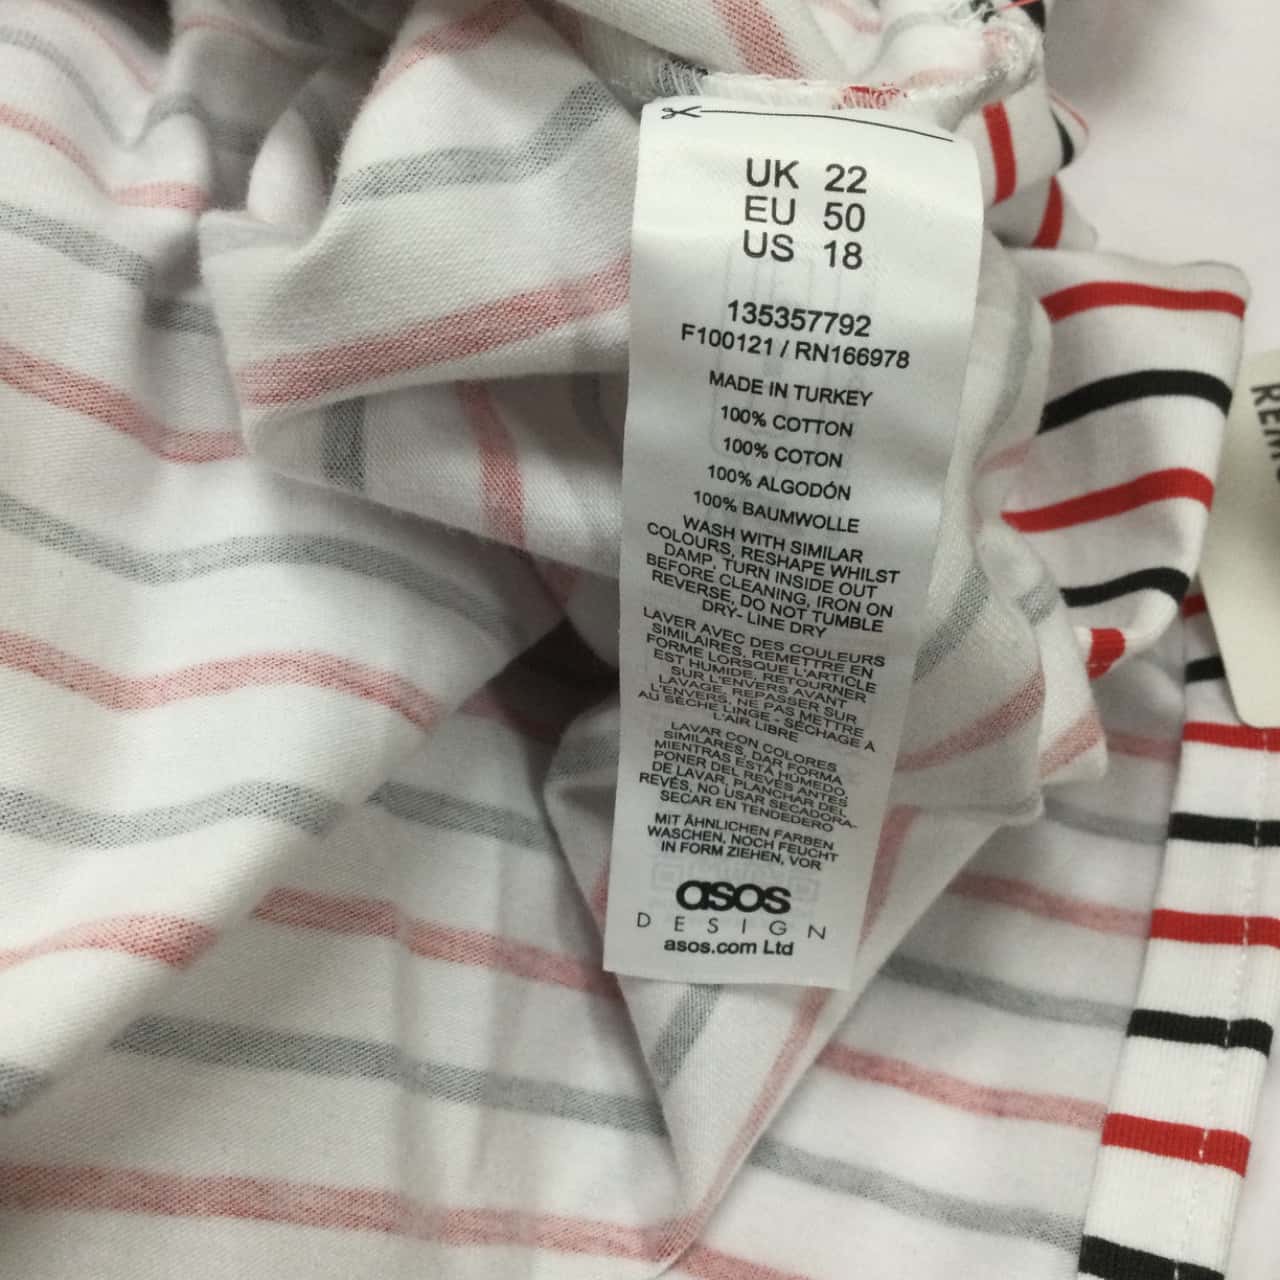 UK 22
EU 50
US 18
135357792
F100121 / RN166978
MADE IN TURKEY
100% COTTON
100% COTON
100% ALGODÓN
100% BAUMWOLLE
WASH WITH SIMILAR
COLOURS, RESHAPE WHILST
DAMP, TURN INSIDE OUT
BEFORE CLEANING, IRON ON
REVERSE, DO NOT TUMBLE
DRY- LINE DRY
LAVER AVEC DES COULEURS
SIMILAIRES, REMETTRE EN
FORME LORSQUE L'ARTICLE
EST HUMIDE, RETOURNER
SUR L'ENVERS AVANT
LAVAGE, REPASSER SUR
L'ENVERS, NE PAS METTRE
AU SÈCHE LINGE - SÉCHAGE À
L'AIR LIBRE
LAVAR CON COLORES
SIMILARES, DAR FORMA
MIENTRAS ESTÁ HÚMEDO,
PONER DEL REVÉS ANTES
DE LAVAR, PLANCHAR DEL
REVÉS, NO USAR SECADORA-
SECAR EN TENDEDERO
MIT ÄHNLICHEN FARBEN
WASCHEN, NOCH FEUCHT
IN FORM ZIEHEN, VOR
asos
DESIGN
asos.com Ltd